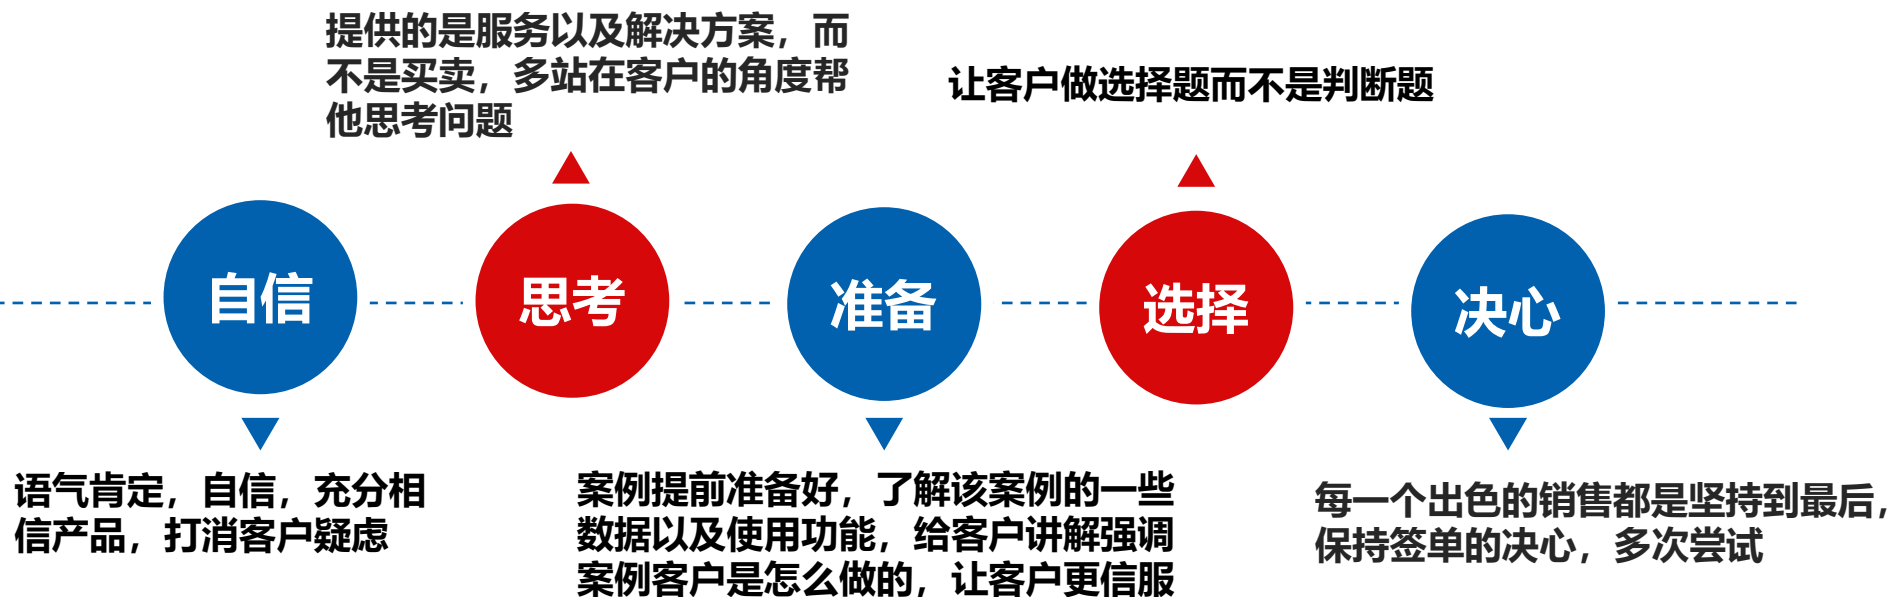 提供的是服务以及解决方案，而
不是买卖，多站在客户的角度帮
他思考问题
让客户做选择题而不是判断题
自信
思考
准备
选择
决心
语气肯定，自信，充分相
信产品，打消客户疑虑
案例提前准备好，了解该案例的一些
数据以及使用功能，给客户讲解强调
案例客户是怎么做的，让客户更信服
每一个出色的销售都是坚持到最后，
保持签单的决心，多次尝试